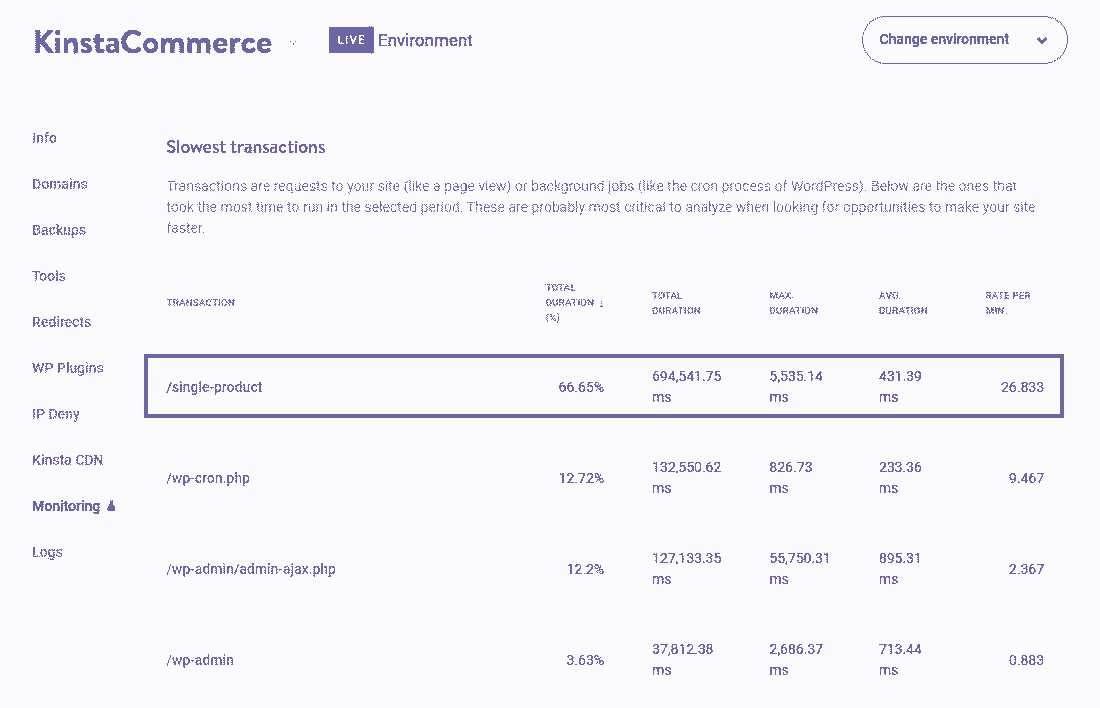 KinstaCommerce LIVE Environment Change environment
Info
Domains
Backups
Tools
Redirects
WP Plugins
IP Deny
Kinsta CDN
Monitoring
Logs
Slowest transactions
Transactions are requests to your site (like a page view) or background jobs (like the cron process of WordPress). Below are the ones that
took the most time to run in the selected period. These are probably most critical to analyze when looking for opportunities to make your site
faster.
TRANSACTION TOTAL DURATION ↓ (%) TOTAL DURATION MAX. DURATION AVG. DURATION RATE PER MIN.
/single-product 66.65% 694,541.75 ms 5,535.14 ms 431.39 ms 26.833
/wp-cron.php 12.72% 132,550.62 ms 826.73 ms 233.36 ms 9.467
/wp-admin/admin-ajax.php 12.2% 127,133.35 ms 55,750.31 ms 895.31 ms 2.367
/wp-admin 3.63% 37,812.38 ms 2,686.37 ms 713.44 ms 0.883